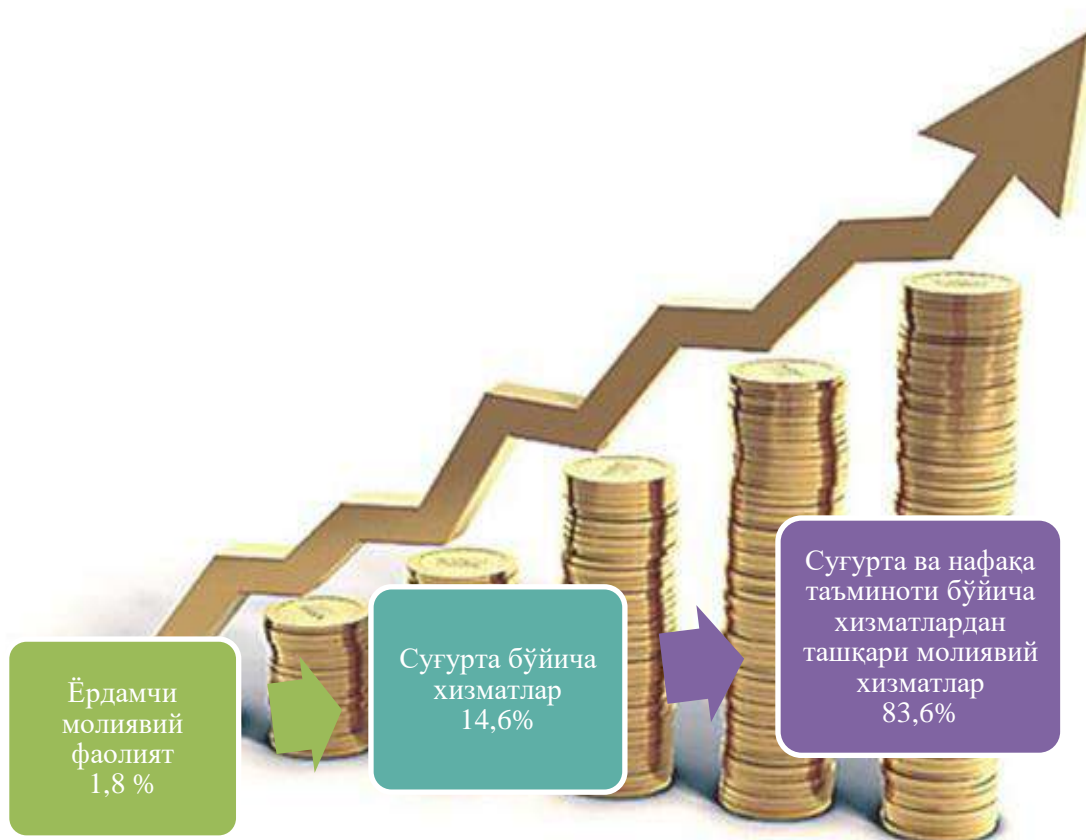 Ёрдамчи
молиявий
фаолият
1,8 %
Суғурта бўйича
хизматлар
14,6%
Суғурта ва нафақа
таъминоти бўйича
хизматлардан
ташқари молиявий
хизматлар
83,6%